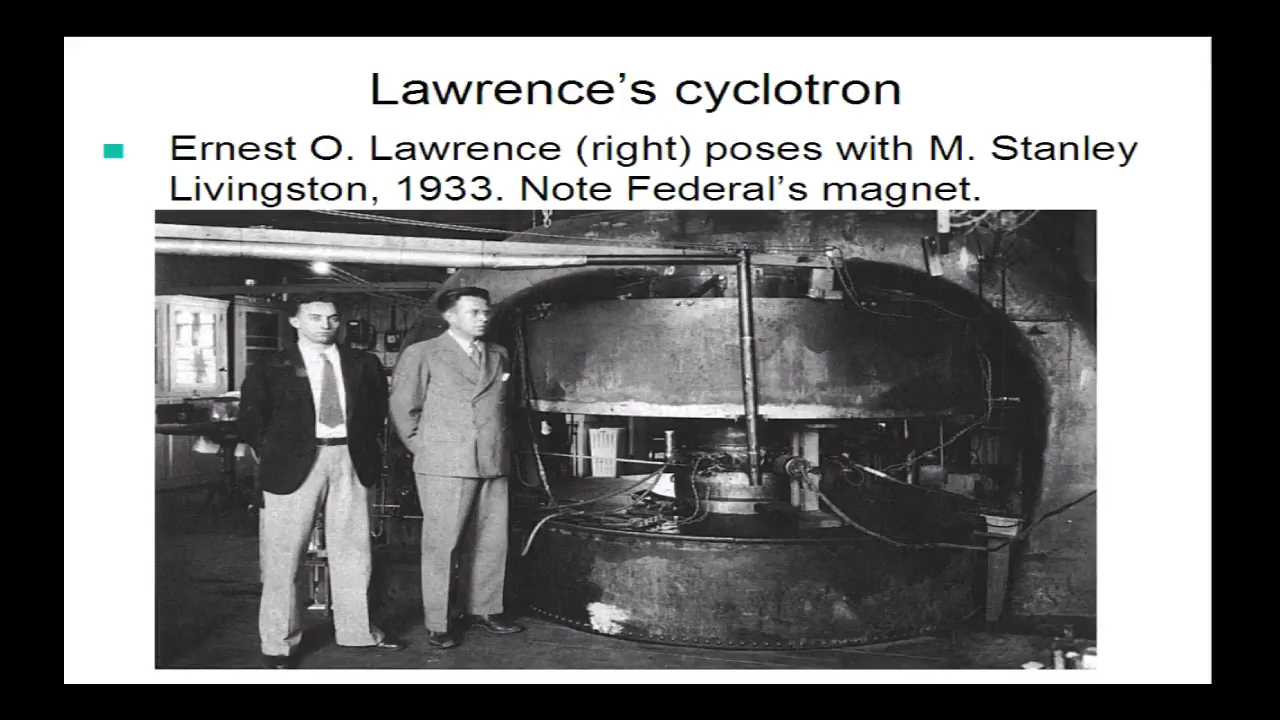 Lawrence's cyclotron
Ernest O. Lawrence (right) poses with M. Stanley
Livingston, 1933. Note Federal's magnet.